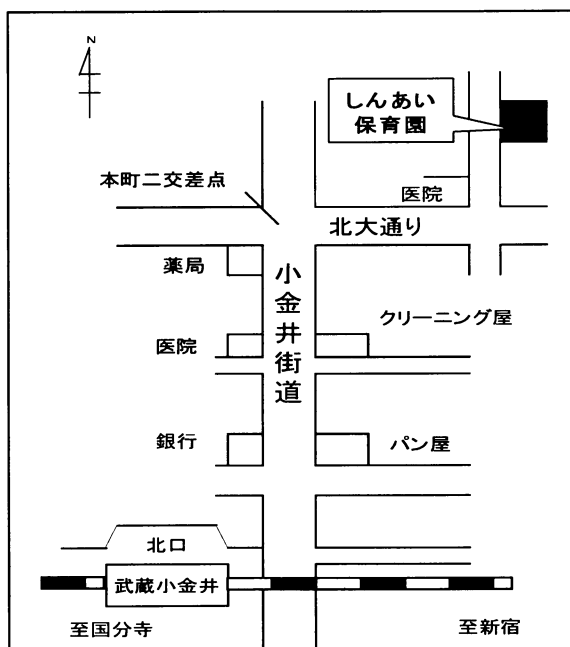 N
しんあい
保育園
本町二交差点
医院
北大通り
薬局
小金井街道
クリーニング屋
医院
銀行
パン屋
北口
武蔵小金井
至国分寺
至新宿